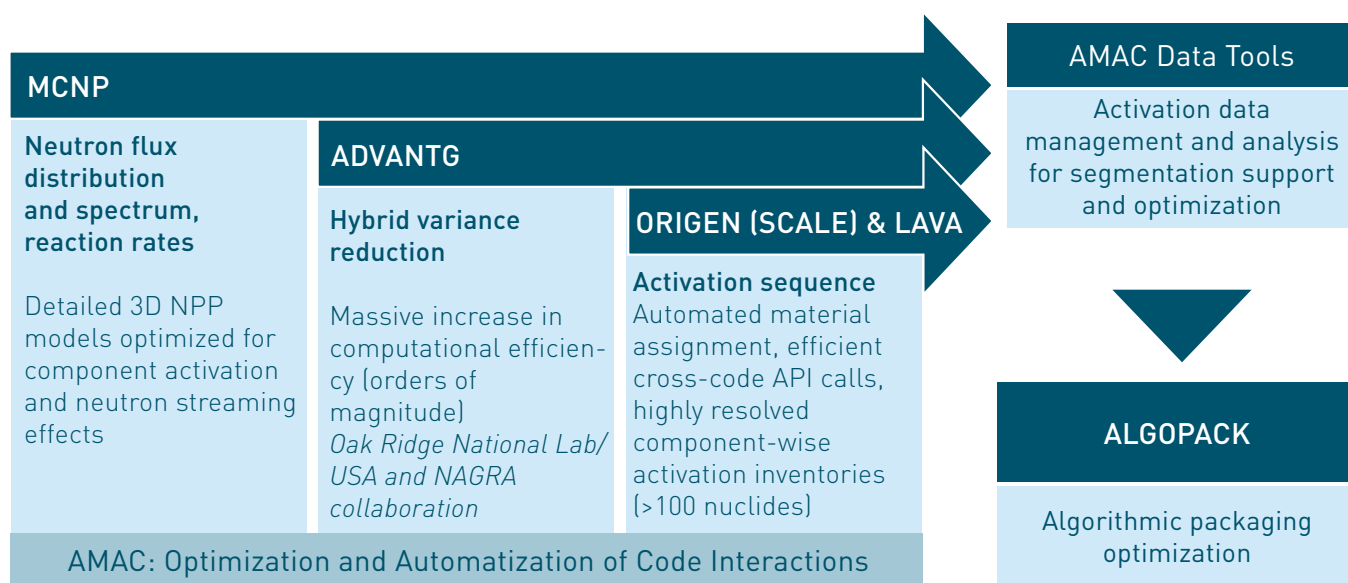 MCNP
Neutron flux
distribution
and spectrum,
reaction rates
Detailed 3D NPP
models optimized for
component activation
and neutron streaming
effects
ADVANTG
Hybrid variance
reduction
Massive increase in
computational efficien-
cy (orders of
magnitude)
Oak Ridge National Lab/
USA and NAGRA
collaboration
ORIGEN (SCALE) & LAVA
Activation sequence
Automated material
assignment, efficient
cross-code API calls,
highly resolved
component-wise
activation inventories
(>100 nuclides)
AMAC: Optimization and Automatization of Code Interactions
AMAC Data Tools
Activation data
management and analysis
for segmentation support
and optimization
ALGOPACK
Algorithmic packaging
optimization